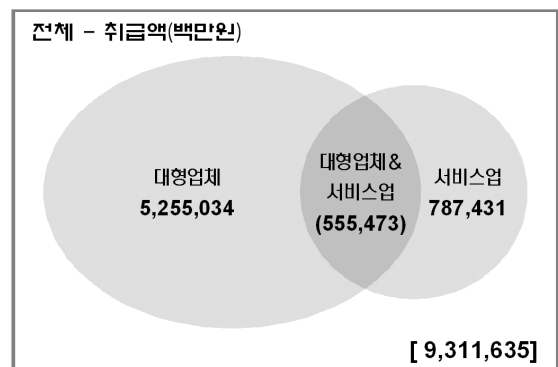 전체 - 취급액(백만원)
대형업체
5,255,034
대형업체&
서비스업
(555,473)
서비스업
787,431
[ 9,311,635]